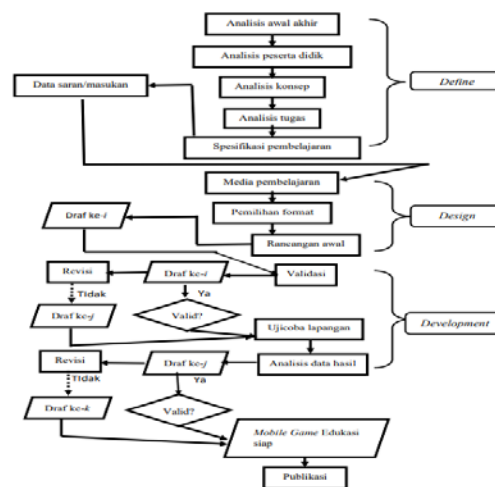 Analisis awal akhir
Analisis peserta didik
Data saran/masukan
Analisis konsep
Define
Analisis tugas
Spesifikasi pembelajaran
Media pembelajaran
Draf ke-i
Pemilihan format
Design
Rancangan awal
Revisi
Draf ke-i
Validasi
Tidak
Ya
Draf ke-j
Valid?
Ujicoba lapangan
Development
Revisi
Draf ke-j
Analisis data hasil
Tidak
Ya
Draf ke-k
Valid?
Mobile Game Edukasi
siap
Publikasi